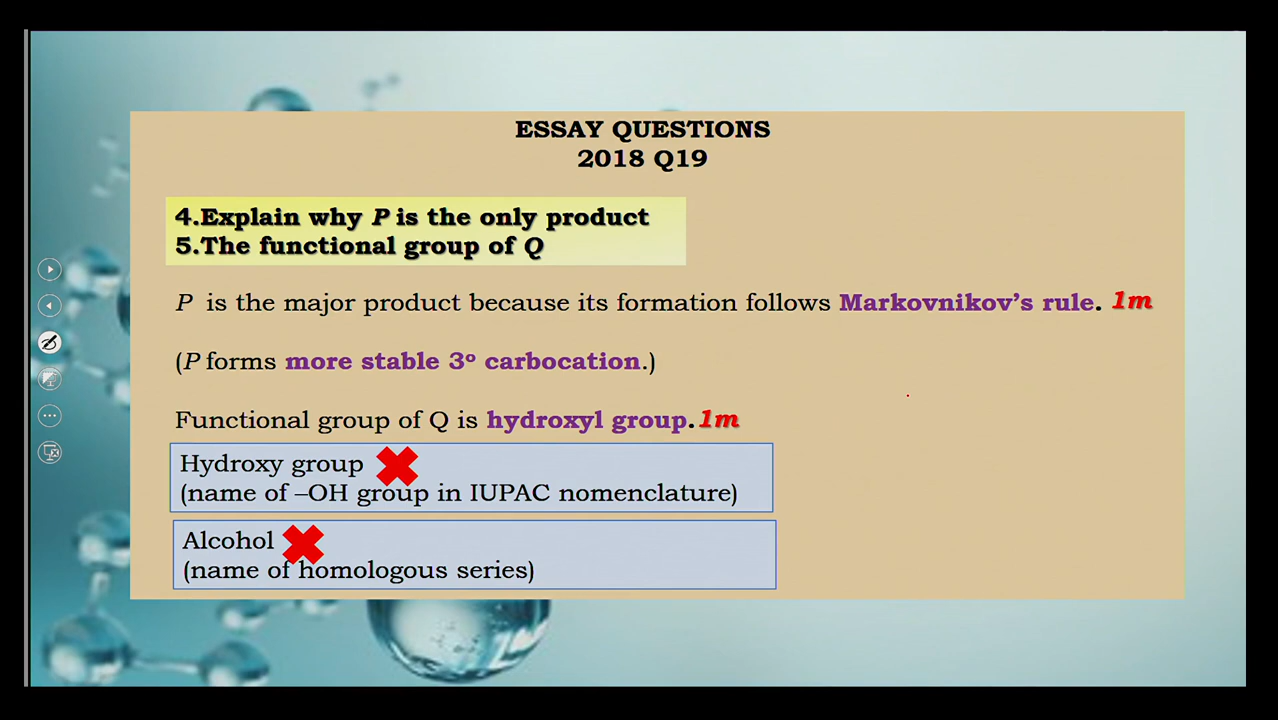 ESSAY QUESTIONS
2018 Q19
4.Explain why P is the only product
5.The functional group of Q
P is the major product because its formation follows Markovnikov’s rule. 1m
(P forms more stable 3º carbocation.)
Functional group of Q is hydroxyl group. 1m
Hydroxy group
(name of –OH group in IUPAC nomenclature)
Alcohol
(name of homologous series)